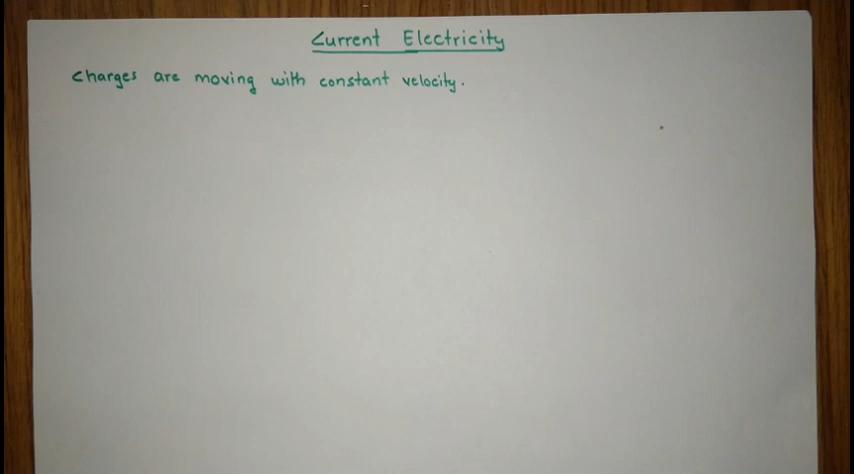 Current Electricity
Charges are moving with constant velocity.